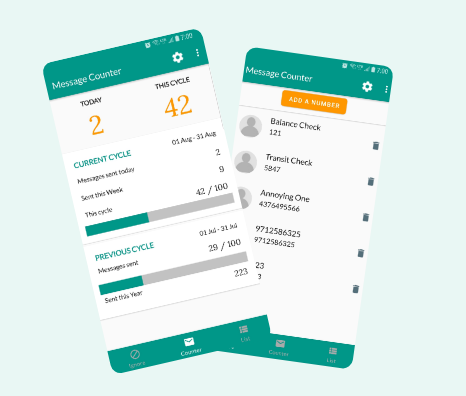 7:00
Message Counter
TODAY
THIS CYCLE
2
42
CURRENT CYCLE
01 Aug - 31 Aug
Messages sent today
2
Sent this Week
9
This cycle
42 / 100
PREVIOUS CYCLE
01 Jul - 31 Jul
Messages sent
29 / 100
Sent this Year
223
Ignore
Counter
List
7:00
Message Counter
ADD A NUMBER
Balance Check
121
Transit Check
5847
Annoying One
4376495566
9712586325
9712586325
23
3
Counter
List